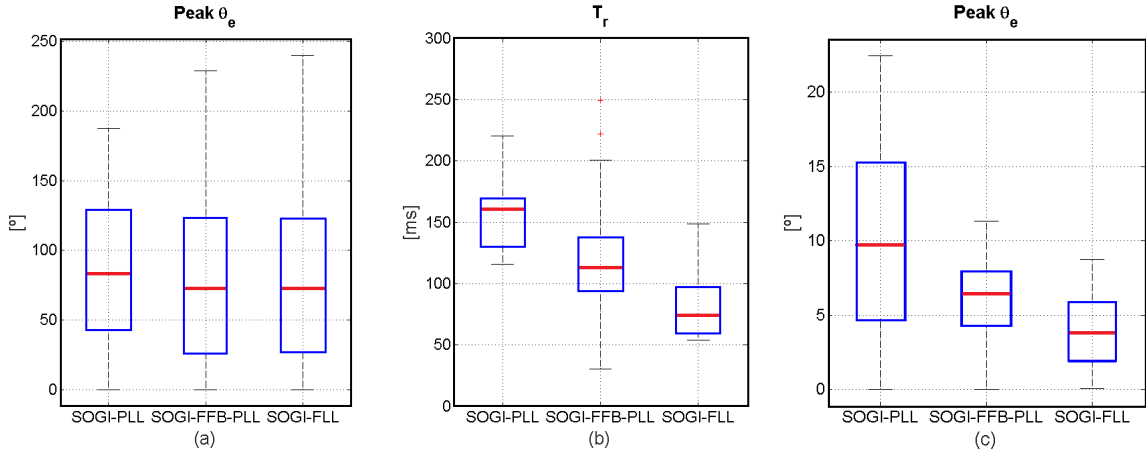 Peak θe
250
200
150
100
50
0
[º]
SOGI-PLL SOGI-FFB-PLL SOGI-FLL
(a)
Tr
300
250
200
150
100
50
0
[ms]
SOGI-PLL SOGI-FFB-PLL SOGI-FLL
(b)
Peak θe
20
15
10
5
0
[º]
SOGI-PLL SOGI-FFB-PLL SOGI-FLL
(c)